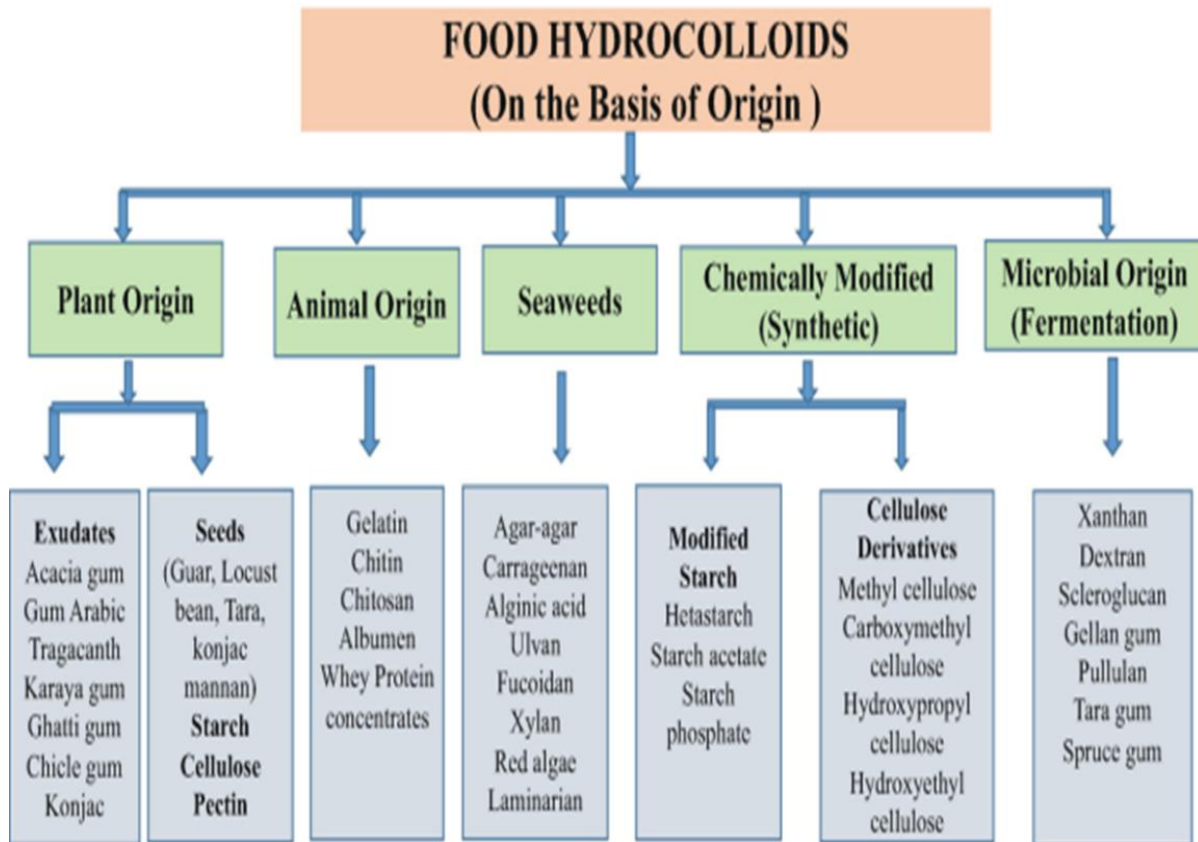 FOOD HYDROCOLLOIDS
(On the Basis of Origin )
Plant Origin
Animal Origin
Seaweeds
Chemically Modified
(Synthetic)
Microbial Origin
(Fermentation)
Exudates
Acacia gum
Gum Arabic
Tragacanth
Karaya gum
Ghatti gum
Chicle gum
Konjac
Seeds
(Guar, Locust
bean, Tara,
konjac
mannan)
Starch
Cellulose
Pectin
Gelatin
Chitin
Chitosan
Albumen
Whey Protein
concentrates
Agar-agar
Carrageenan
Alginic acid
Ulvan
Fucoidan
Xylan
Red algae
Laminarian
Modified
Starch
Hetastarch
Starch acetate
Starch
phosphate
Cellulose
Derivatives
Methyl cellulose
Carboxymethyl
cellulose
Hydroxypropyl
cellulose
Hydroxyethyl
cellulose
Xanthan
Dextran
Scleroglucan
Gellan gum
Pullulan
Tara gum
Spruce gum